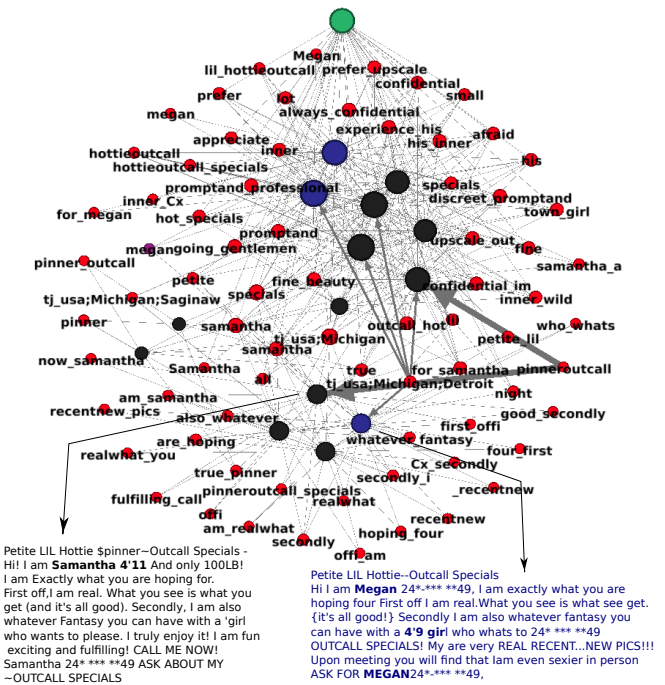 Megan
lil_hottieoutcall prefer_upscale
confidential
prefer lot small
always_confidential
megan
experience_his
appreciate afraid
inner his_inner
hottieoutcall his
hottieoutcall_specials
promptand_professional specials
inner_Cx discreet_promptand
for_megan hot_specials town_girl
promptand
megangoing_gentlemen upscale_out fine
pinner_outcall samantha_a
petite fine_beauty confidential_im
tj_usa;Michigan;Saginaw specials inner_wild
pinner samantha outcall_hot lil who_whats
tj_usa;Michigan petite_lil
samantha
now_samantha Samantha true for_samantha pinneroutcall
all tj_usa;Michigan;Detroit
am_samantha night
recentnew_pics also_whatever good_secondly
first_offi
are_hoping whatever_fantasy
realwhat_you four_first
Cx_secondly
true_pinner secondly_i
pinneroutcall_specials _recentnew
fulfilling_call realwhat
offi recentnew
am_realwhat hoping_four
secondly
offl_am
Petite LIL Hottie $pinner~Outcall Specials -
Hi! I am Samantha 4'11 And only 100LB!
I am Exactly what you are hoping for.
First off,I am real. What you see is what you
get (and it's all good). Secondly, I am also
whatever Fantasy you can have with a 'girl
who wants to please. I truly enjoy it! I am fun
exciting and fulfilling! CALL ME NOW!
Samantha 24* *** **49 ASK ABOUT MY
~OUTCALL SPECIALS
Petite LIL Hottie--Outcall Specials
Hi I am Megan 24*-*** **49, I am exactly what you are
hoping four First off I am real.What you see is what see get.
{it's all good!} Secondly I am also whatever fantasy you
can have with a 4'9 girl who whats to 24* *** **49
OUTCALL SPECIALS! My are very REAL RECENT...NEW PICS!!!
Upon meeting you will find that Iam even sexier in person
ASK FOR MEGAN24*-*** **49,